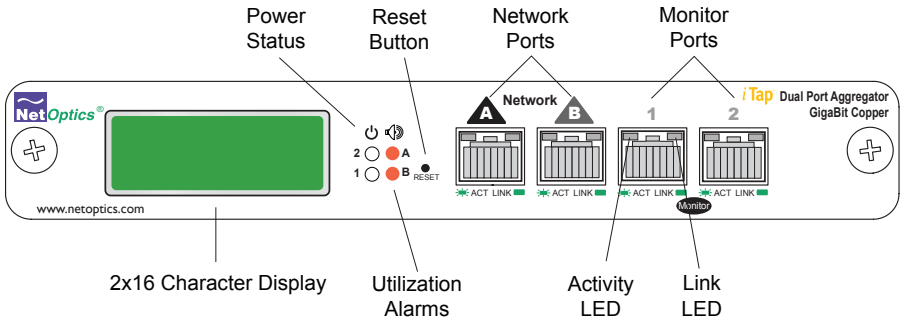 Power
Status
Reset
Button
Network
Ports
Monitor
Ports
NetOptics®
iTap Dual Port Aggregator
GigaBit Copper
Network
A
B
1
2
2
A
1
B
RESET
ACT LINK
ACT LINK
ACT LINK
ACT LINK
Monitor
www.netoptics.com
2x16 Character Display
Utilization
Alarms
Activity
LED
Link
LED